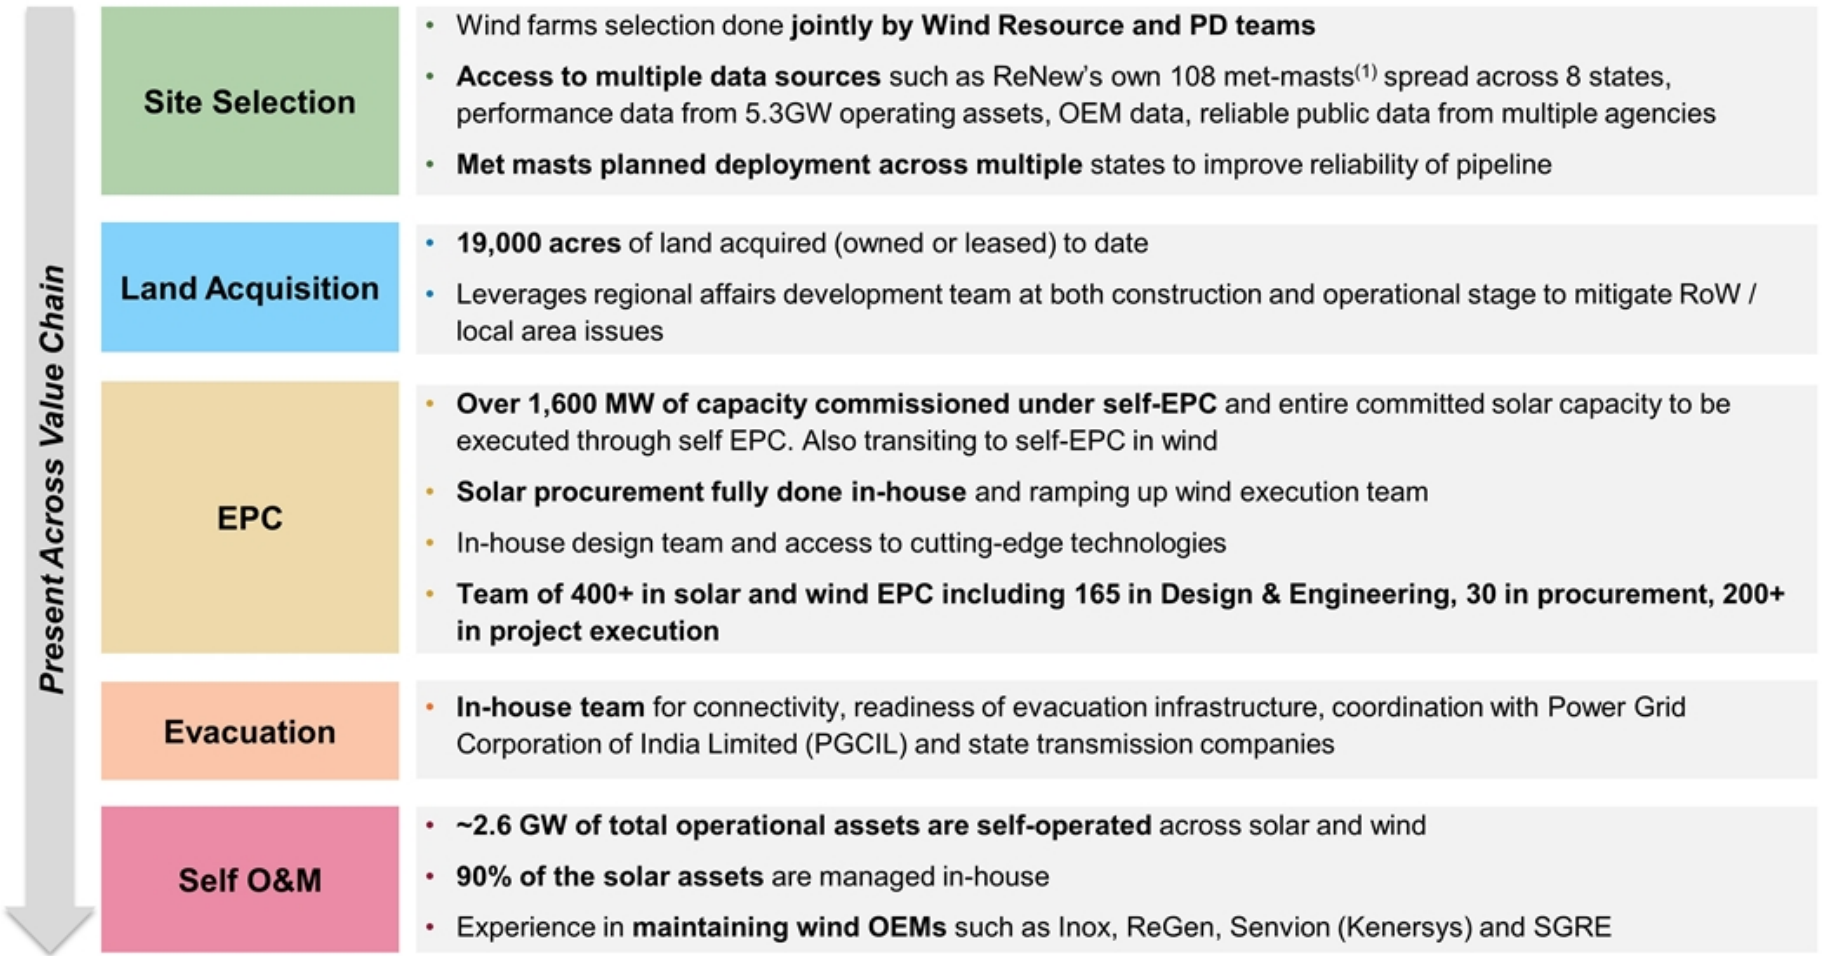 Present Across Value Chain
Site Selection
• Wind farms selection done jointly by Wind Resource and PD teams
• Access to multiple data sources such as ReNew's own 108 met-masts(1) spread across 8 states,
performance data from 5.3GW operating assets, OEM data, reliable public data from multiple agencies
• Met masts planned deployment across multiple states to improve reliability of pipeline
Land Acquisition
• 19,000 acres of land acquired (owned or leased) to date
• Leverages regional affairs development team at both construction and operational stage to mitigate RoW /
local area issues
EPC
• Over 1,600 MW of capacity commissioned under self-EPC and entire committed solar capacity to be
executed through self EPC. Also transiting to self-EPC in wind
• Solar procurement fully done in-house and ramping up wind execution team
• In-house design team and access to cutting-edge technologies
• Team of 400+ in solar and wind EPC including 165 in Design & Engineering, 30 in procurement, 200+
in project execution
Evacuation
• In-house team for connectivity, readiness of evacuation infrastructure, coordination with Power Grid
Corporation of India Limited (PGCIL) and state transmission companies
Self O&M
• ~2.6 GW of total operational assets are self-operated across solar and wind
• 90% of the solar assets are managed in-house
• Experience in maintaining wind OEMs such as Inox, ReGen, Senvion (Kenersys) and SGRE